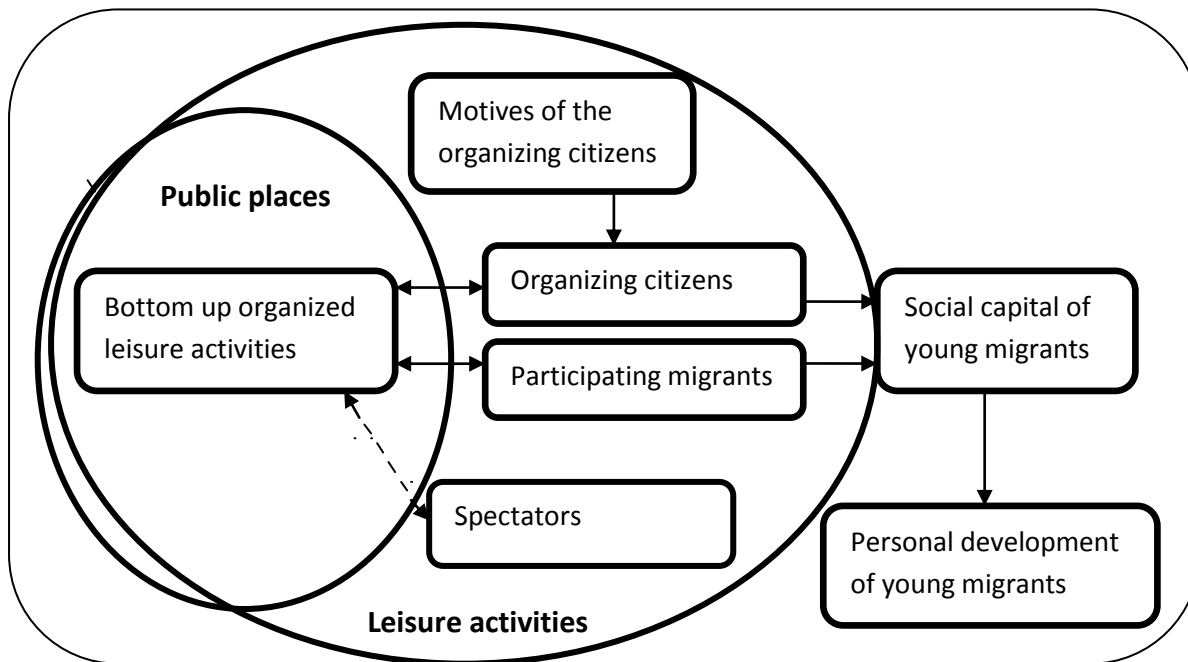 Motives of the
organizing citizens
Public places
Organizing citizens
Bottom up organized
leisure activities
Social capital of
young migrants
Participating migrants
Spectators
Personal development
of young migrants
Leisure activities